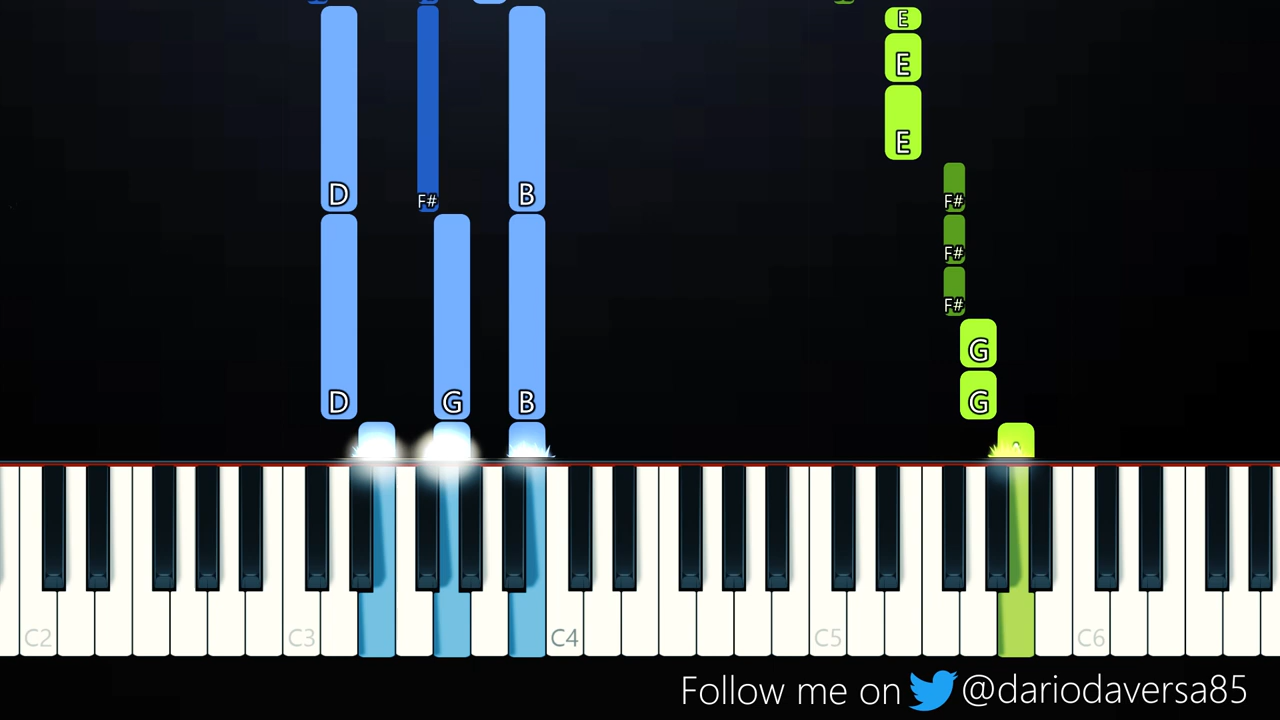 E
E
E
D F# B F#
F#
F#
G
D G B G
C2 C3 C4 C5 C6
Follow me on @dariodaversa85